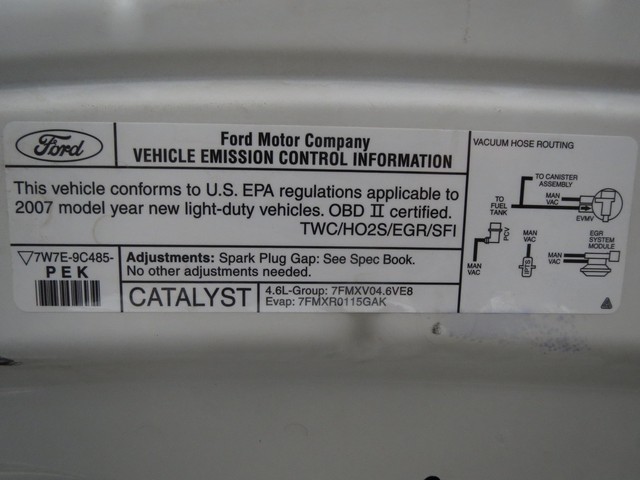 Ford
Ford Motor Company
VEHICLE EMISSION CONTROL INFORMATION
This vehicle conforms to U.S. EPA regulations applicable to
2007 model year new light-duty vehicles. OBD II certified.
TWC/HO2S/EGR/SFI
7W7E-9C485-
PEK
Adjustments: Spark Plug Gap: See Spec Book.
No other adjustments needed.
CATALYST
4.6L-Group: 7FMXV04.6VE8
Evap: 7FMXR0115GAK
VACUUM HOSE ROUTING
TO CANISTER
ASSEMBLY
MAN
VAC
TO
FUEL
TANK
EVMV
PCV
MAN
VAC
MAN
VAC
IPTS
EGR
SYSTEM
MODULE
MAN
VAC